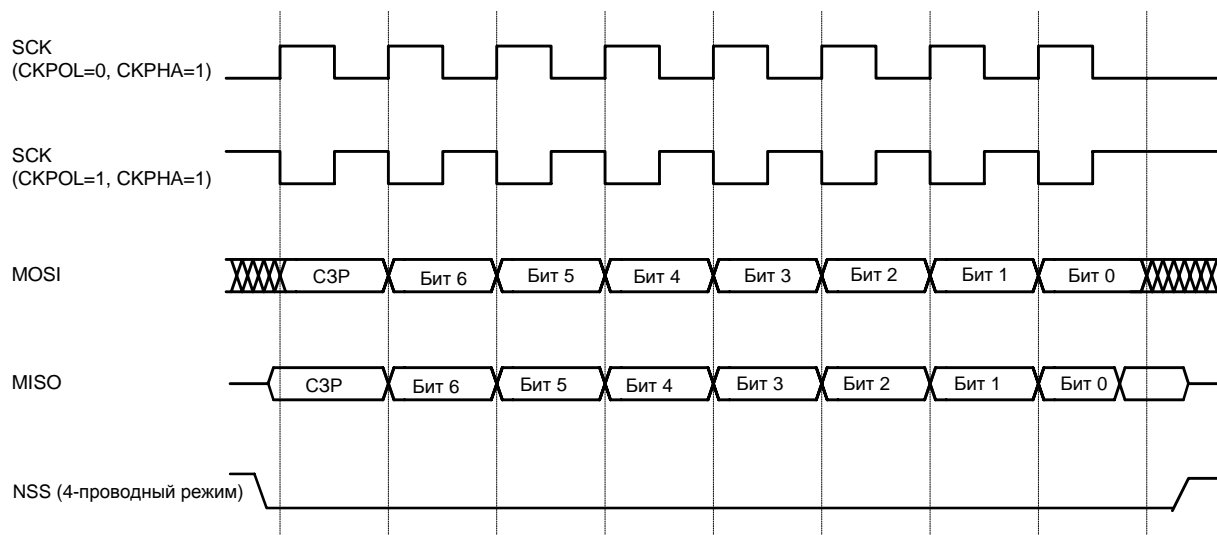 SCK
(CKPOL=0, CKPHA=1)
SCK
(CKPOL=1, CKPHA=1)
MOSI
СЗР Бит 6 Бит 5 Бит 4 Бит 3 Бит 2 Бит 1 Бит 0
MISO
СЗР Бит 6 Бит 5 Бит 4 Бит 3 Бит 2 Бит 1 Бит 0
NSS (4-проводный режим)